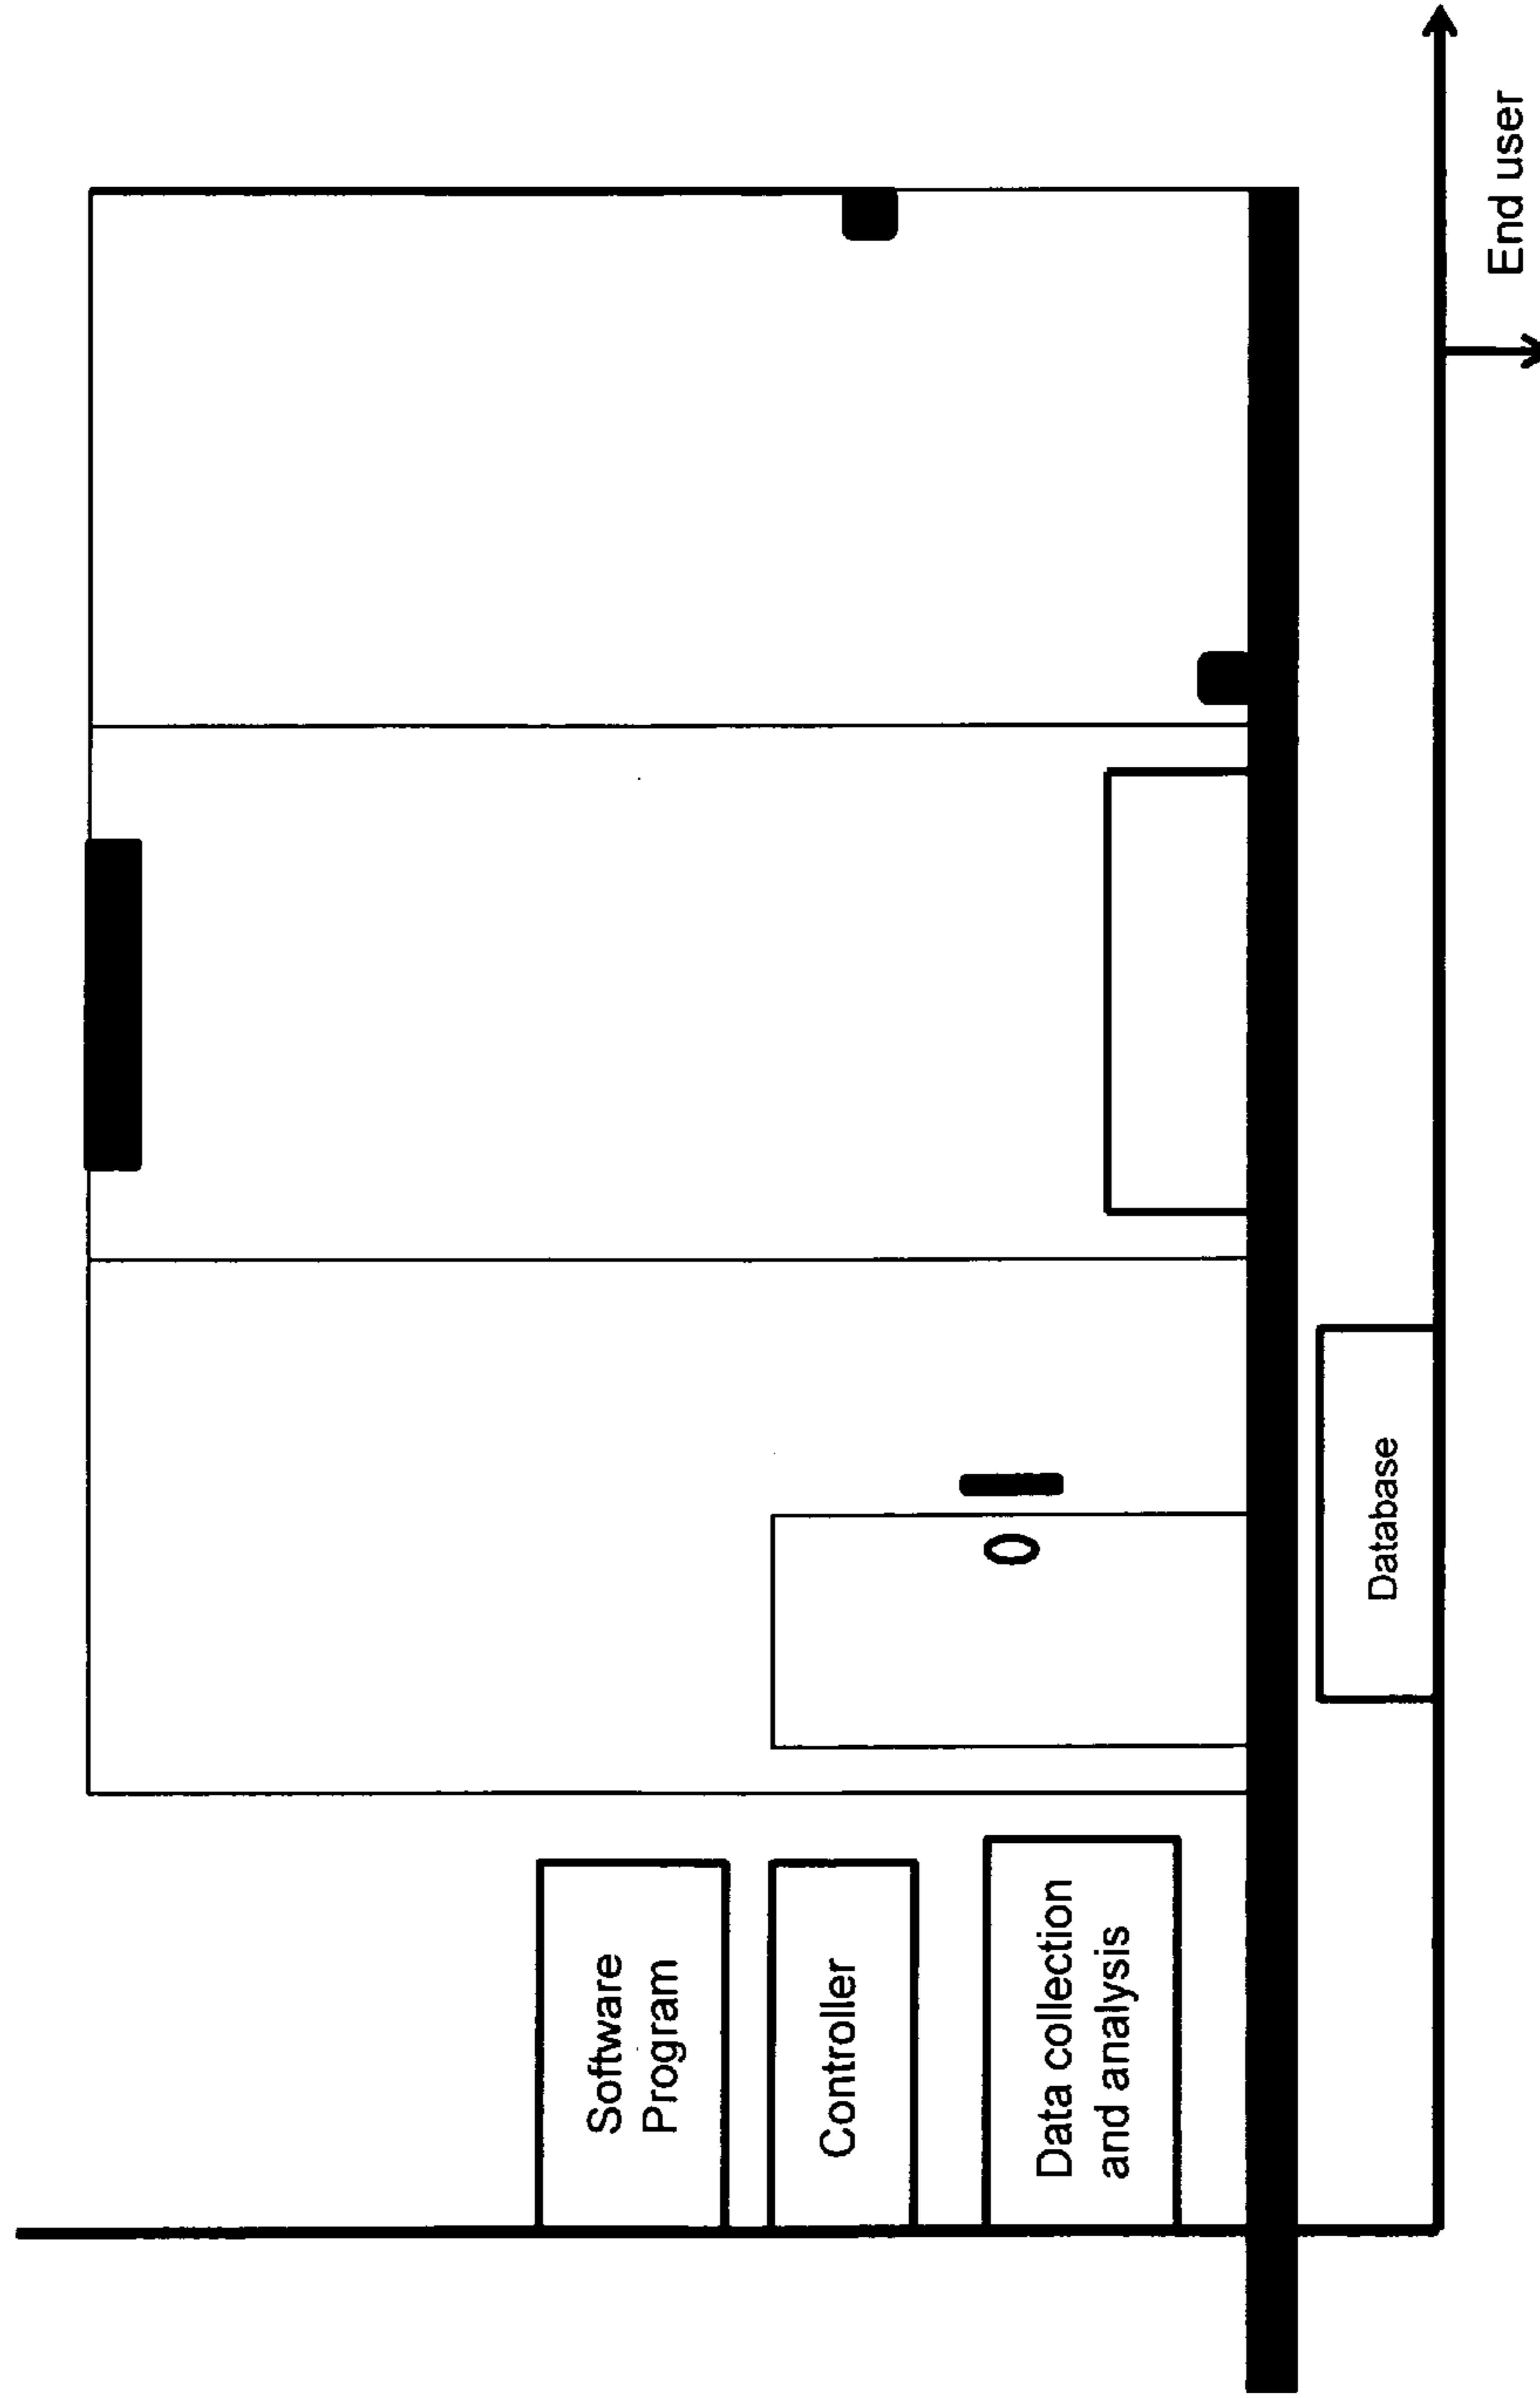 Software
Program
Controller
Data collection
and analysis
Database
End user